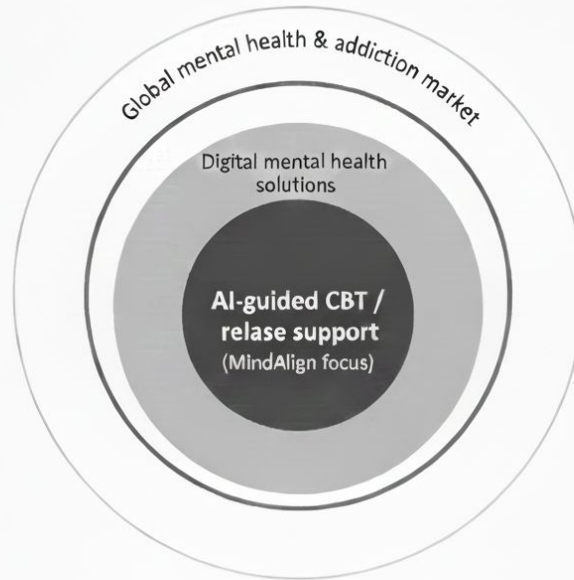 Global mental health & addiction market
Digital mental health
solutions
AI-guided CBT /
relase support
(MindAlign focus)